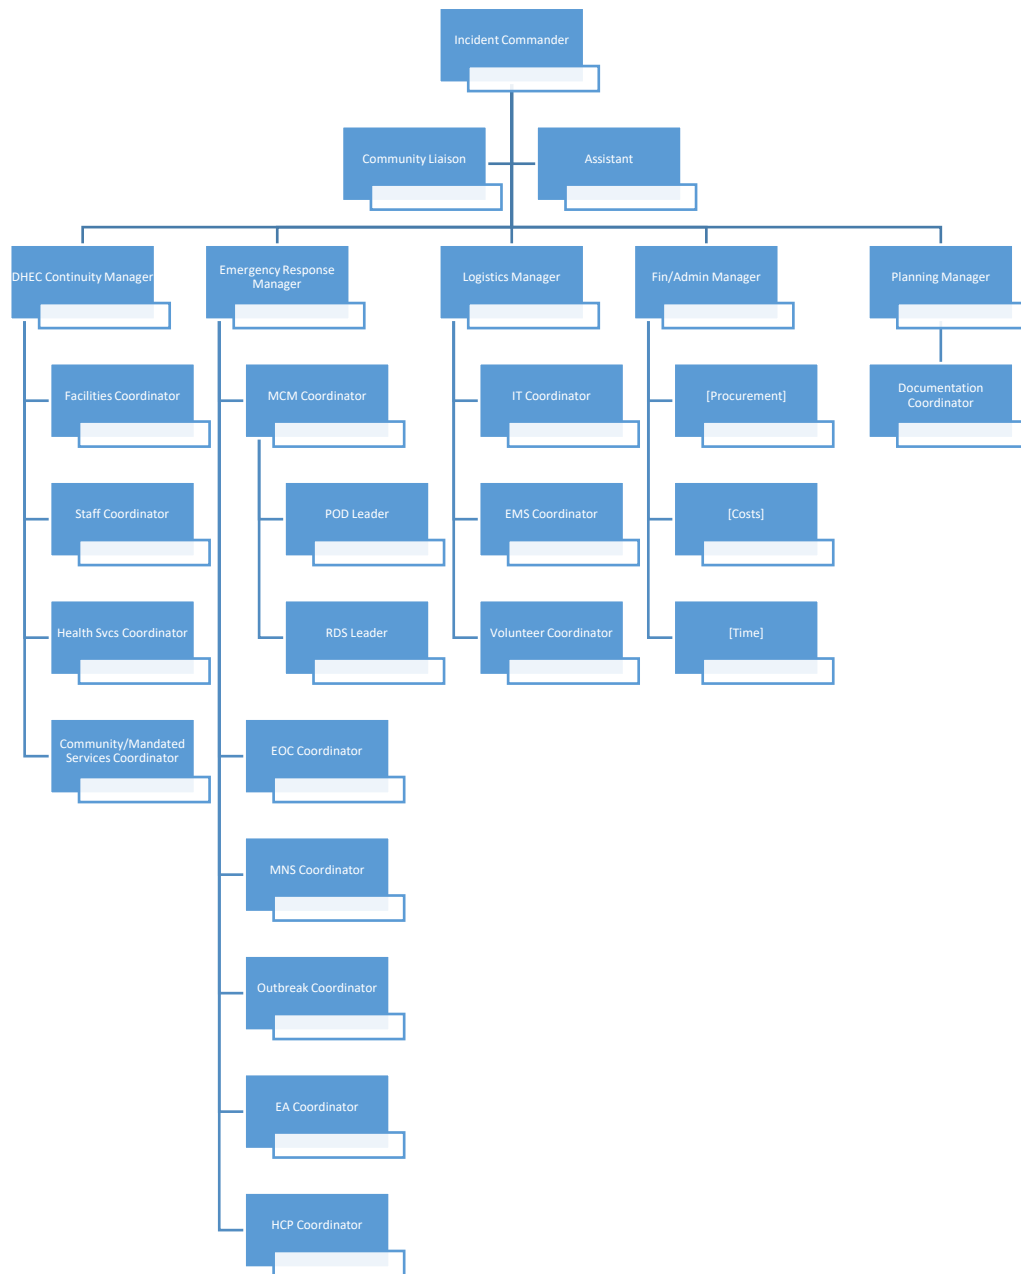 Incident Commander
Community Liaison
Assistant
DHEC Continuity Manager
Emergency Response
Manager
Logistics Manager
Fin/Admin Manager
Planning Manager
Facilities Coordinator
MCM Coordinator
IT Coordinator
[Procurement]
Documentation
Coordinator
Staff Coordinator
POD Leader
EMS Coordinator
[Costs]
Health Svcs Coordinator
RDS Leader
Volunteer Coordinator
[Time]
Community/Mandated
Services Coordinator
EOC Coordinator
MNS Coordinator
Outbreak Coordinator
EA Coordinator
HCP Coordinator